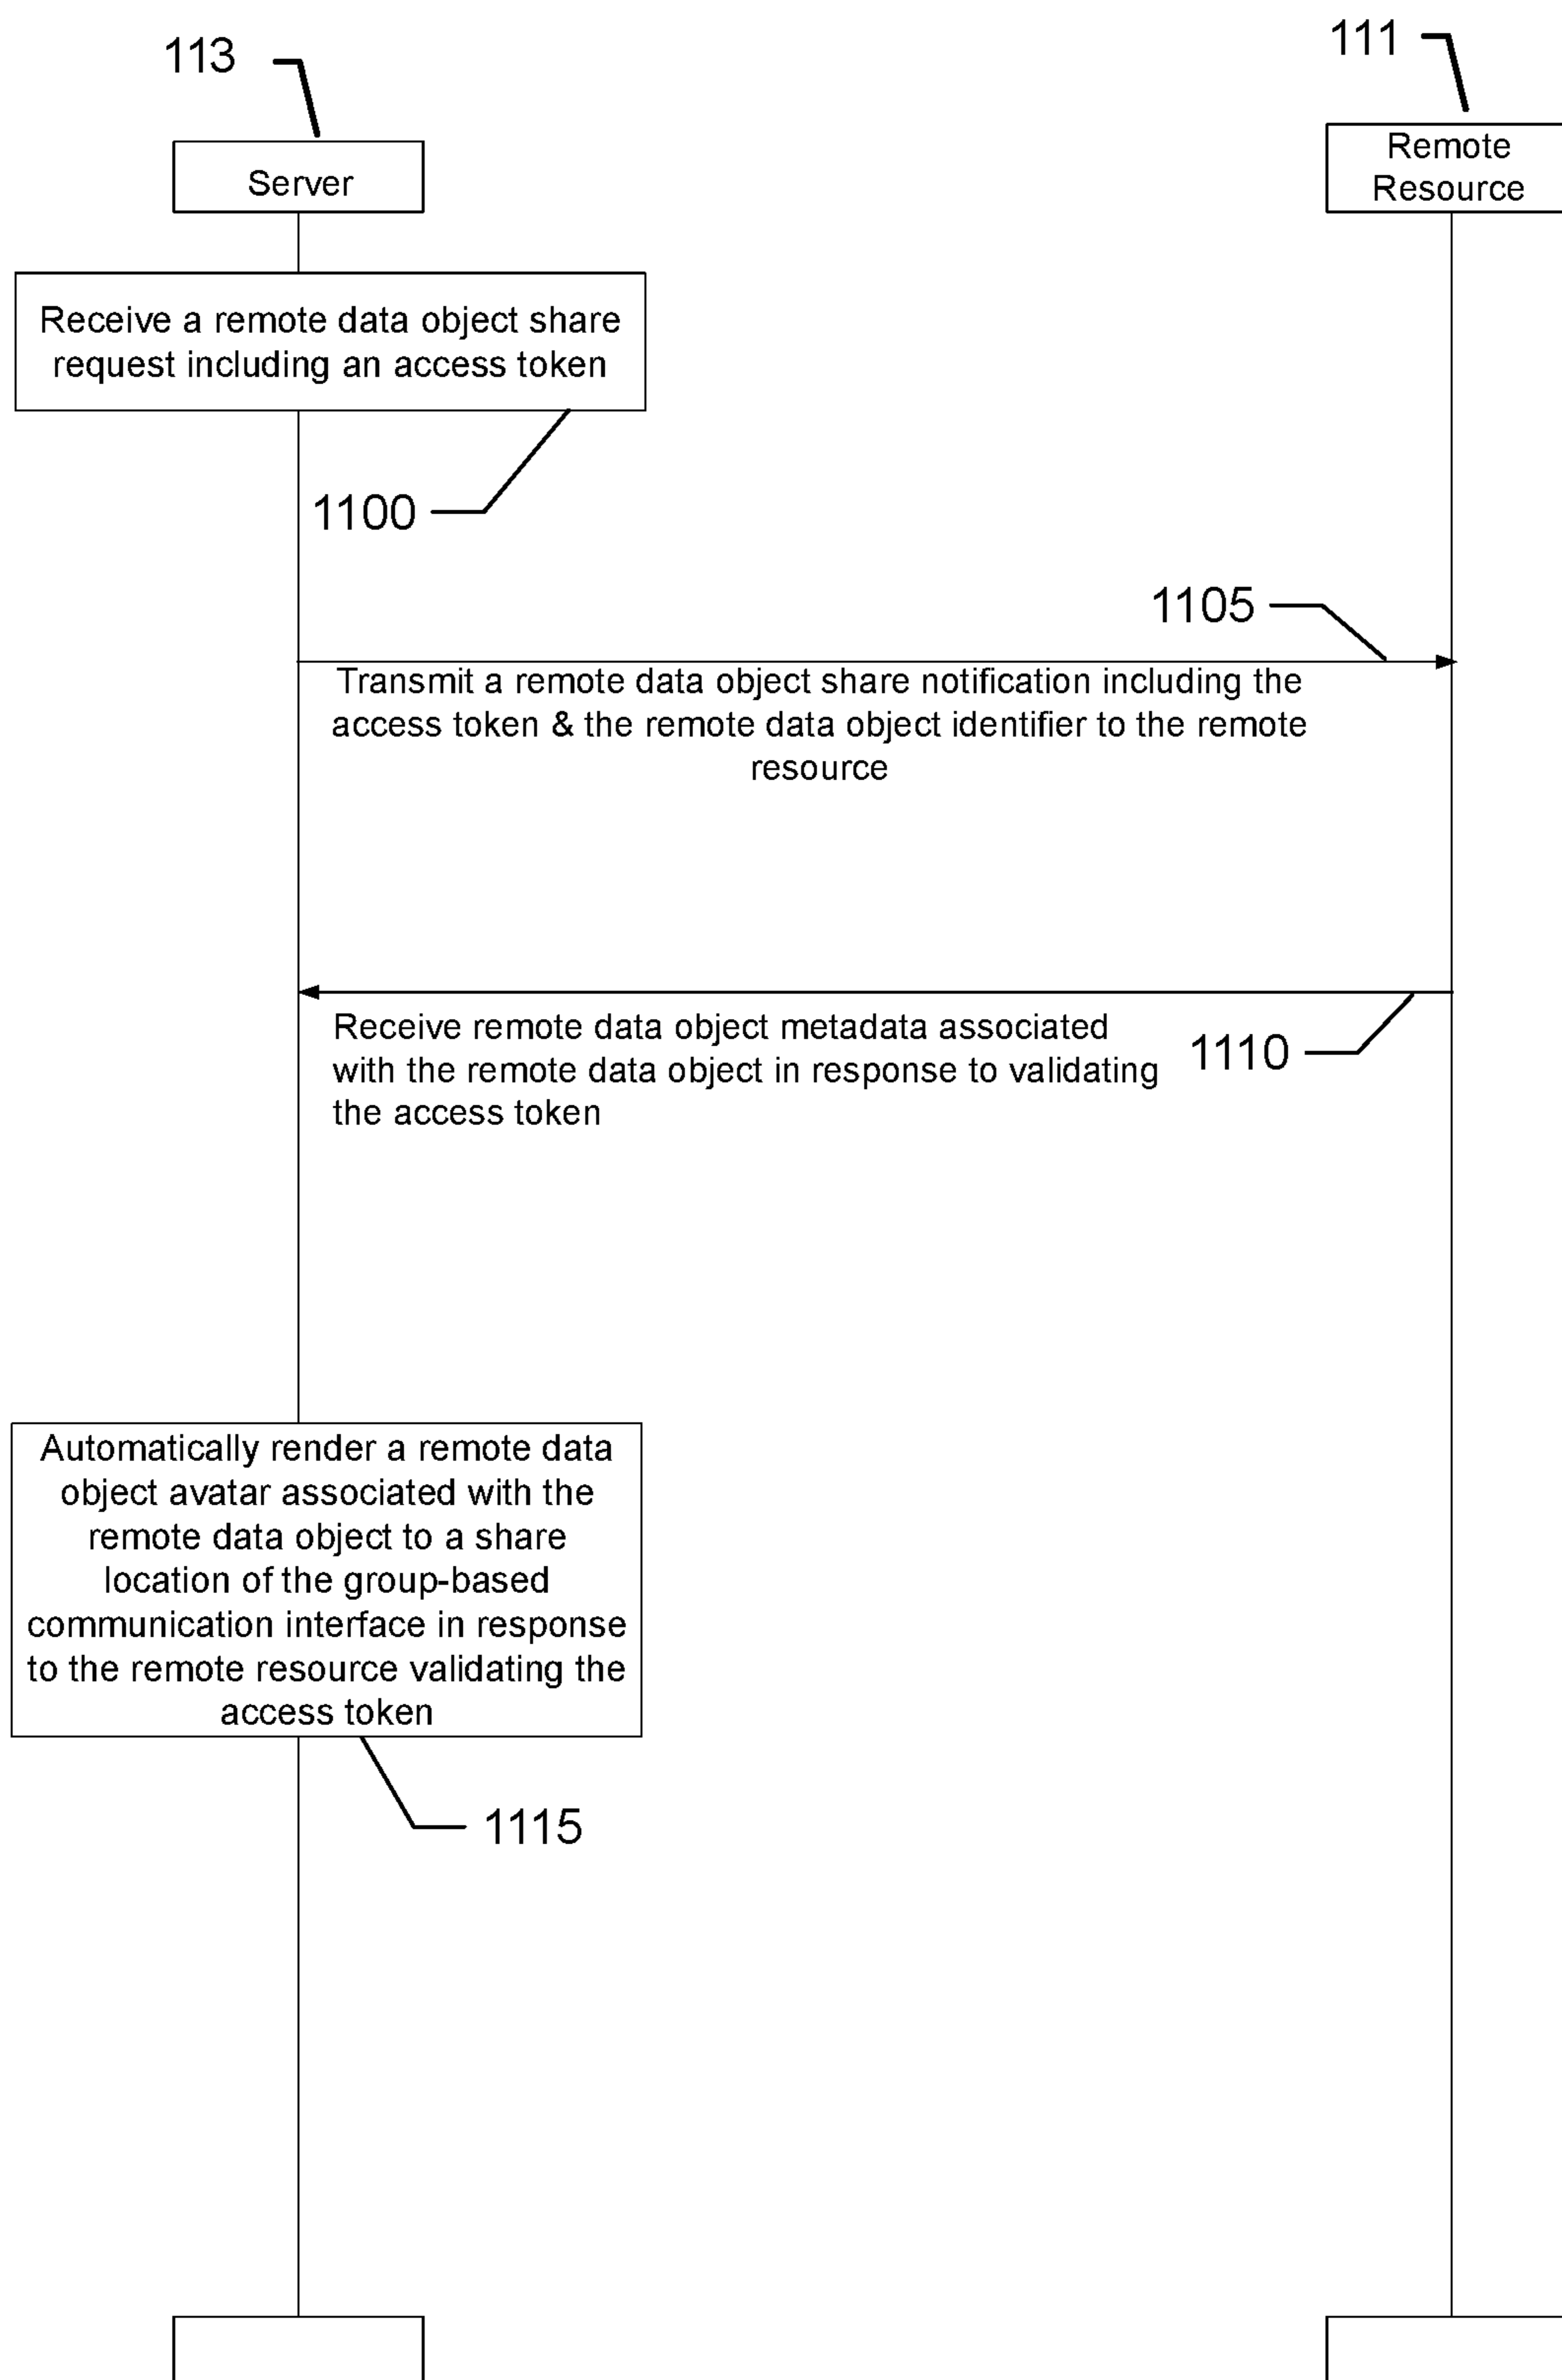 113
111
Server
Remote
Resource
Receive a remote data object share
request including an access token
1100
1105
Transmit a remote data object share notification including the
access token & the remote data object identifier to the remote
resource
Receive remote data object metadata associated
with the remote data object in response to validating
the access token
1110
Automatically render a remote data
object avatar associated with the
remote data object to a share
location of the group-based
communication interface in response
to the remote resource validating the
access token
1115